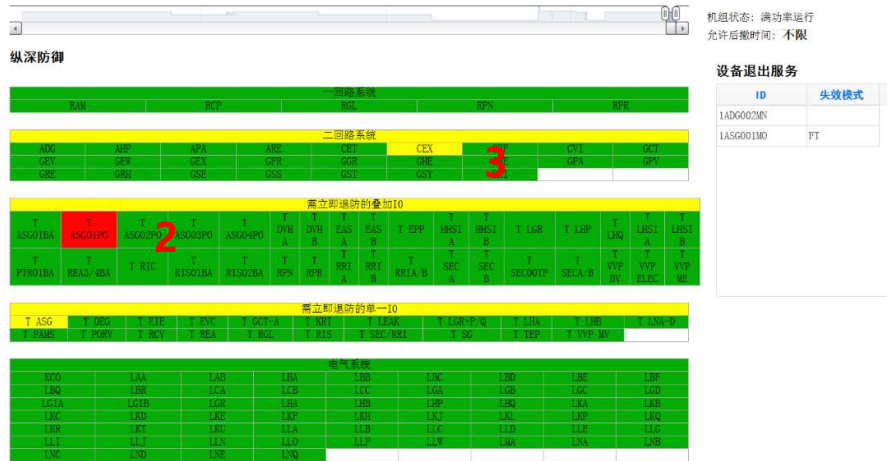 机组状态: 满功率运行
允许后撤时间: 不限
纵深防御
设备退出服务
ID 失效模式
1ADG002MN
1ASG001MO FT
一回路系统
RAM RCP RGL RPN RPR
二回路系统
ADG AHP APA ARE CET CEX CVI GCT
GEV GEW GEX GFR GGR GHE GPA GPV
GRE GRH GSE GSS GST GSY
3
需立即退防的叠加IO
T ASG01BA T ASG01PO T ASG02PO T ASG03PO T ASG04PO T DVH A T DVH B T EAS A T EAS B T EPP T HHSI A T HHSI B T LGR T LHP T LHQ T LHSI A T LHSI B
2
T PTR01BA T REA3/4BA T RIC T RIS01BA T RIS02BA T RPN T RPR T RRI A T RRI B T RRIA/B T SEC A T SEC B T SEC001F T SECA/B T VVP BV T VVP ELEC T VVP ME
需立即退防的单一IO
T ASG T DEG T EIE T EVC T GCT-A T KRT T LEAK T LGR+P/Q T LHA T LHB T LNA~D
T PAMS T PORV T RCV T REA T RGL T RIS T SEC/RRI T SG T TEP T VVP MV
电气系统
KCO LAA LAB LBA LBB LBC LBD LBE LBF
LBQ LBR LCA LCB LCC LGA LGB LGC LGD
LGIA LGIB LGR LHA LHB LHP LHQ LKA LKB
LKC LKD LKE LKF LKH LKJ LKL LKP LKQ
LKR LKT LKU LLA LLB LLC LLD LLE LLG
LLI LLJ LLN LLO LLP LLW LMA LNA LNB
LNC LND LNE LNQ